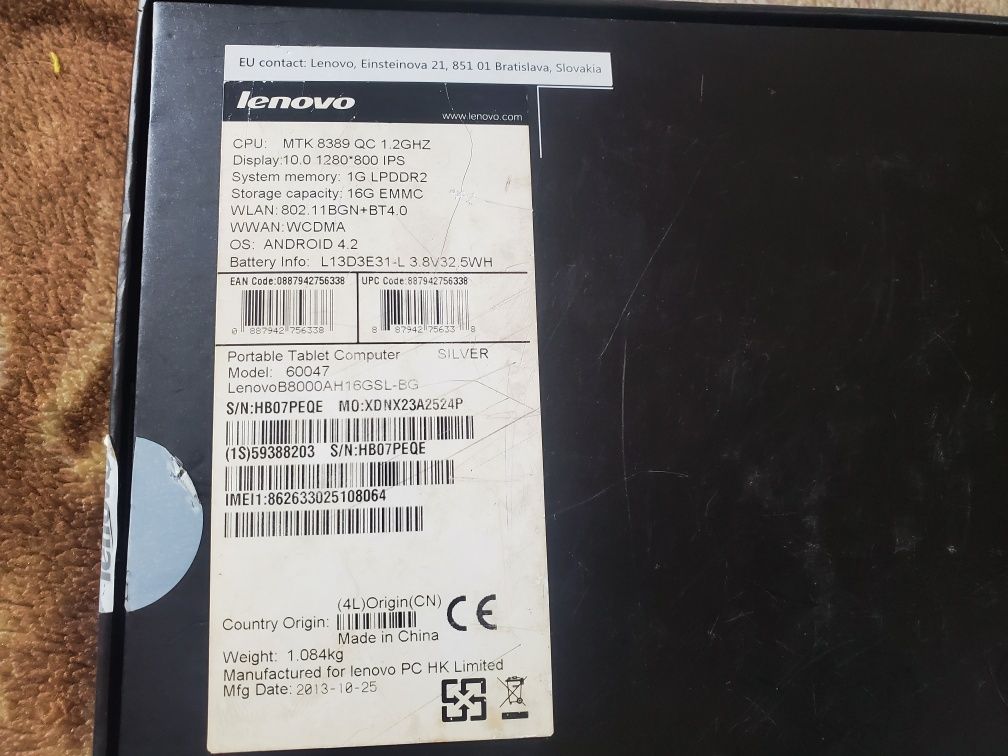 EU contact: Lenovo, Einsteinova 21, 851 01 Bratislava, Slovakia
lenovo
www.lenovo.com
CPU: MTK 8389 QC 1.2GHZ
Display:10.0 1280*800 IPS
System memory: 1G LPDDR2
Storage capacity: 16G EMMC
WLAN: 802.11BGN+BT4.0
WWAN: WCDMA
OS: ANDROID 4.2
Battery Info: L13D3E31-L 3.8V32.5WH
EAN Code:0887942756338 UPC Code:887942756338
0 887942 756338 8 87942 75633 8
Portable Tablet Computer SILVER
Model: 60047
LenovoB8000AH16GSL-BG
S/N:HB07PEQE MO:XDNX23A2524P
(1S)59388203 S/N:HB07PEQE
IMEI1:862633025108064
(4L)Origin(CN)
Country Origin:
Made in China
CE
Weight: 1.084kg
Manufactured for lenovo PC HK Limited
Mfg Date: 2013-10-25